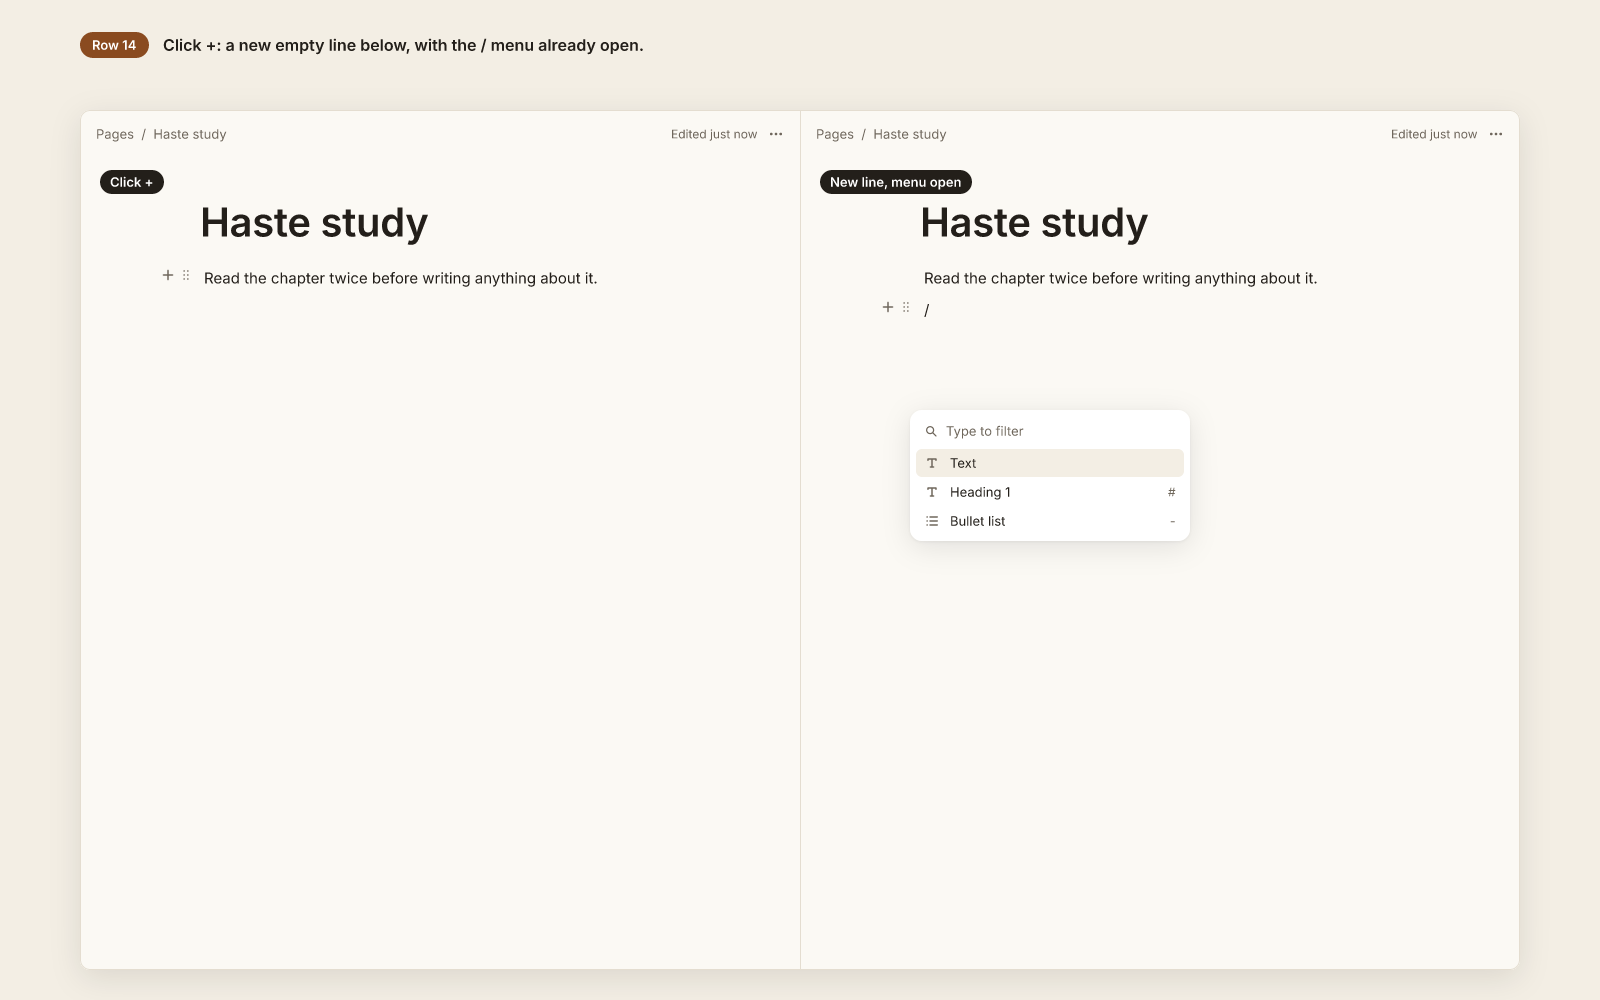 Row 14
Click +: a new empty line below, with the / menu already open.
Pages / Haste study
Edited just now
Click +
Haste study
Read the chapter twice before writing anything about it.
Pages / Haste study
Edited just now
New line, menu open
Haste study
Read the chapter twice before writing anything about it.
/
Type to filter
Text
Heading 1 #
Bullet list -